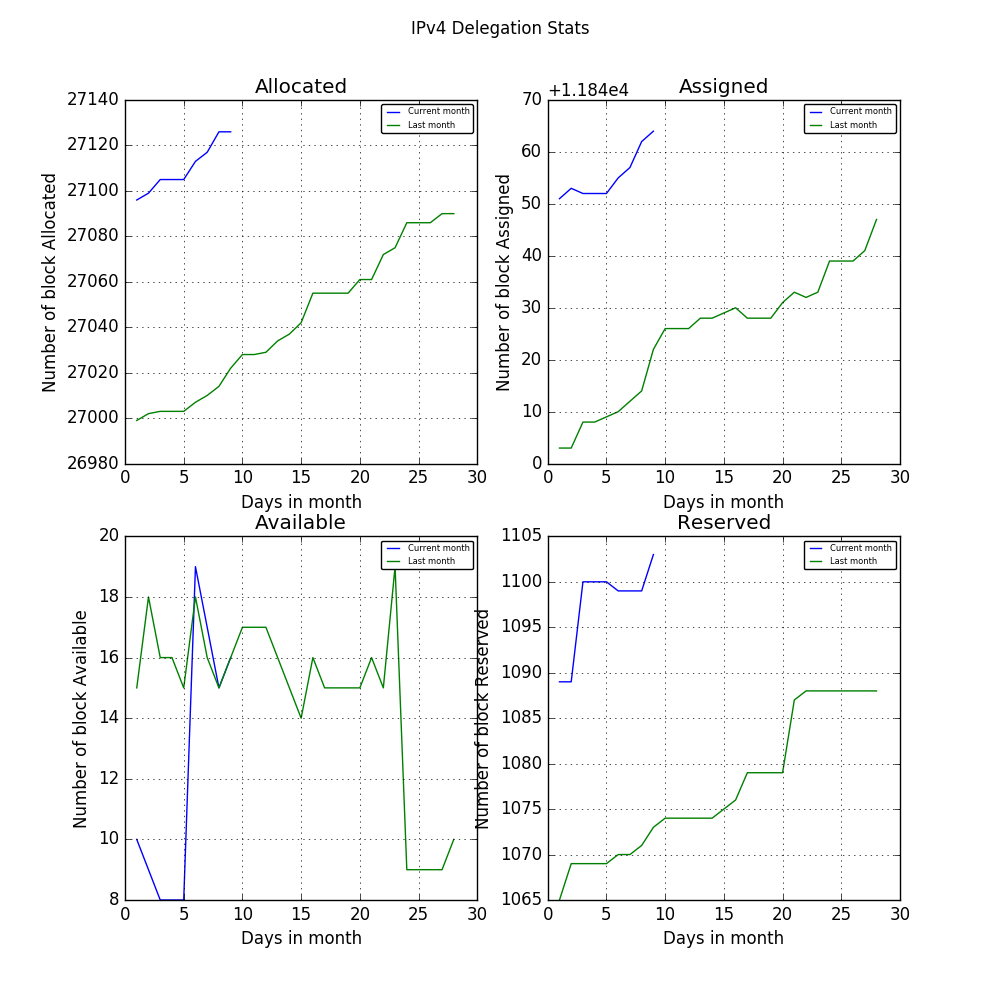 IPv4 Delegation Stats
Allocated
27140
27120
27100
27080
27060
27040
27020
27000
26980
0 5 10 15 20 25 30
Number of block Allocated
Days in month
Current month
Last month
+1.184e4
Assigned
70
60
50
40
30
20
10
0
0 5 10 15 20 25 30
Number of block Assigned
Days in month
Current month
Last month
Available
20
18
16
14
12
10
8
0 5 10 15 20 25 30
Number of block Available
Days in month
Current month
Last month
Reserved
1105
1100
1095
1090
1085
1080
1075
1070
1065
0 5 10 15 20 25 30
Number of block Reserved
Days in month
Current month
Last month